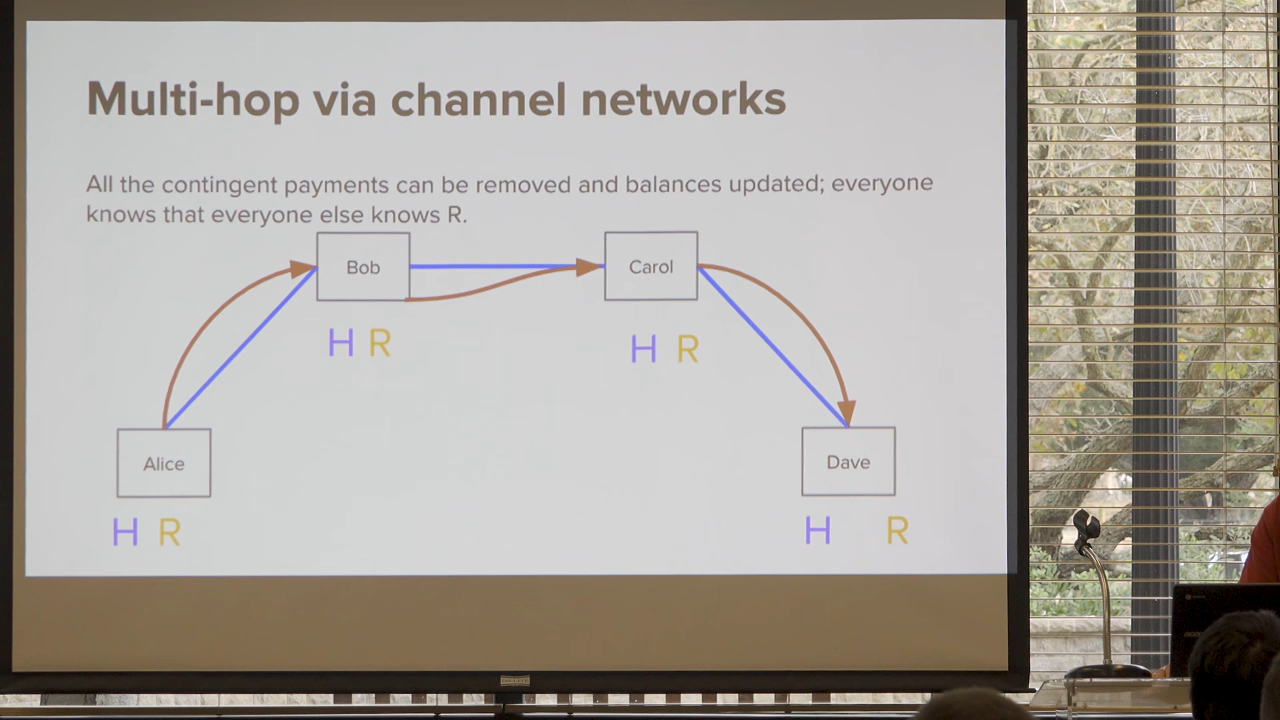 Multi-hop via channel networks
All the contingent payments can be removed and balances updated; everyone
knows that everyone else knows R.
Bob
Carol
H R
H R
Alice
Dave
H R
H R